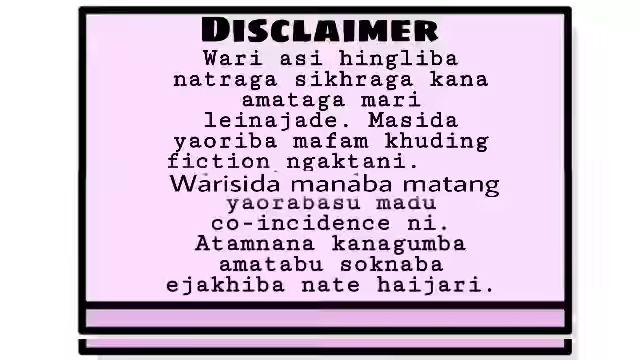 DISCLAIMER
Wari asi hingliba
natraga sikhraga kana
amataga mari
leinajade. Masida
yaoriba mafam khuding
fiction ngaktani.
Warisida manaba matang
yaorabasu madu
co-incidence ni.
Atamnana kanagumba
amatabu soknaba
ejakhiba nate haijari.